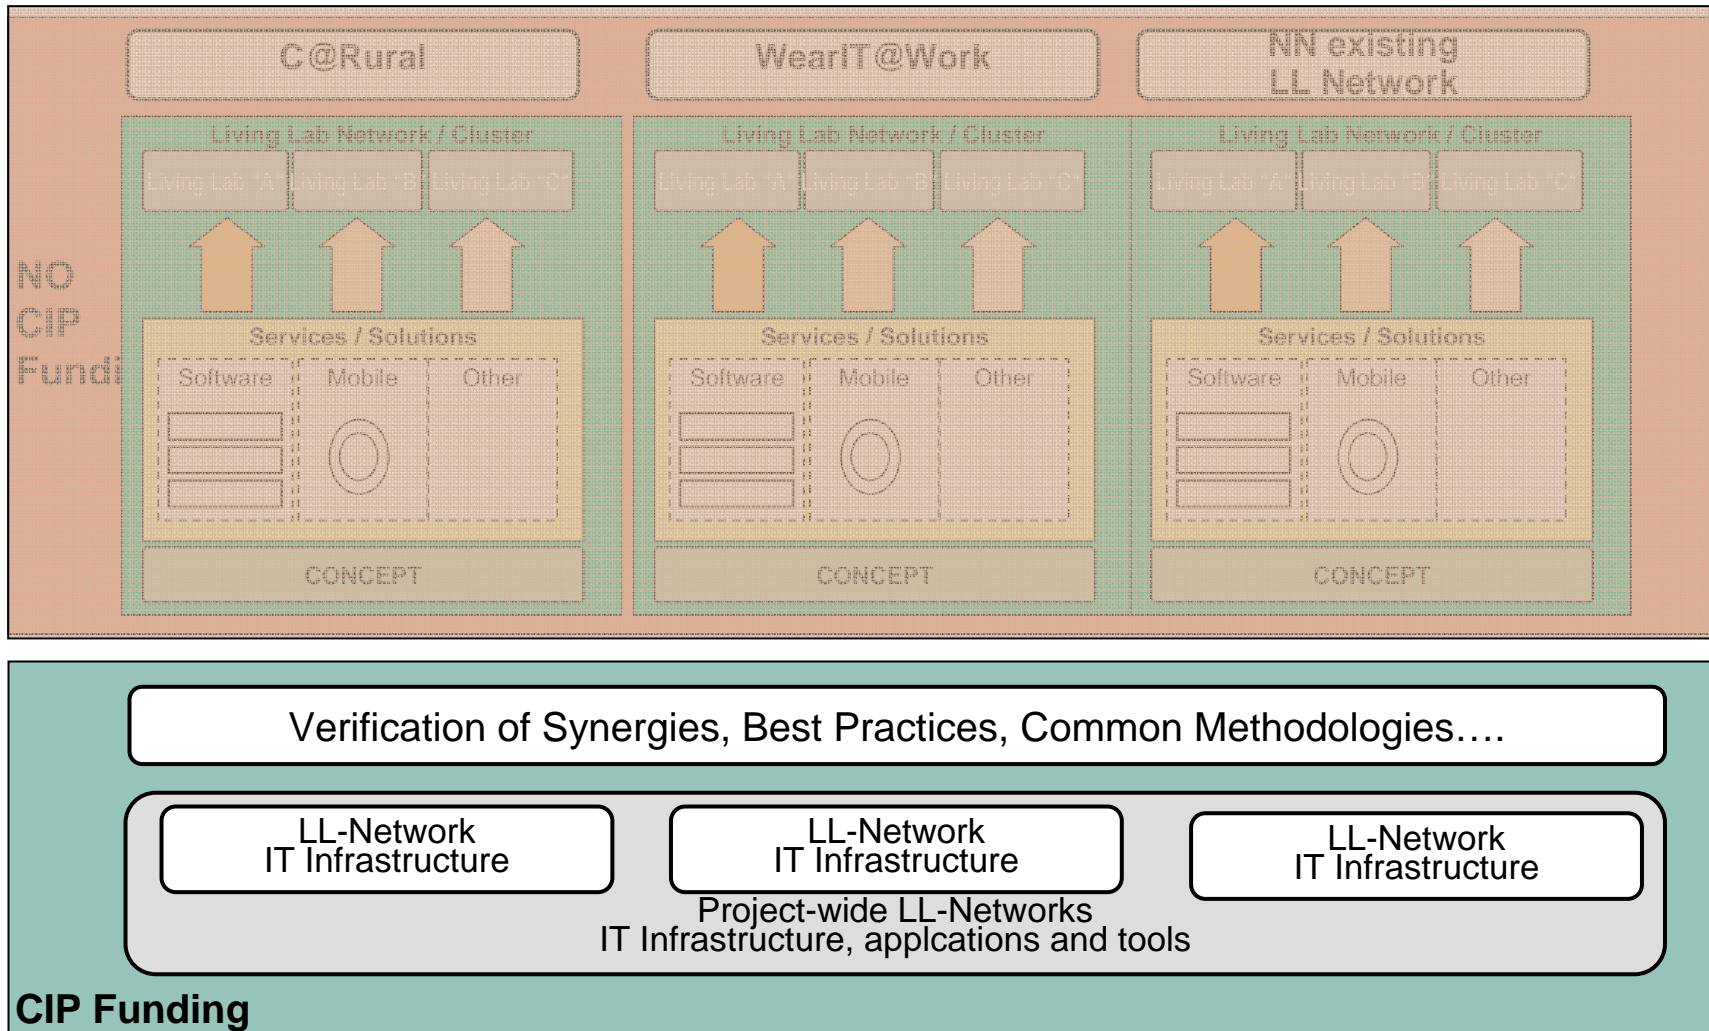 C@Rural
WearIT@Work
NN existing
LL Network
Living Lab Network / Cluster
Living Lab Network / Cluster
Living Lab Network / Cluster
Living Lab "A"
Living Lab "B
Living Lab "C"
Living Lab "A"
Living Lab "B
Living Lab "C"
Living Lab "A"
Living Lab "B
Living Lab "C"
NO
CIP
Fundi
Services / Solutions
Services / Solutions
Services / Solutions
Software
Mobile
Other
Software
Mobile
Other
Software
Mobile
Other
CONCEPT
CONCEPT
CONCEPT
Verification of Synergies, Best Practices, Common Methodologies....
LL-Network
IT Infrastructure
LL-Network
IT Infrastructure
LL-Network
IT Infrastructure
Project-wide LL-Networks
IT Infrastructure, applcations and tools
CIP Funding